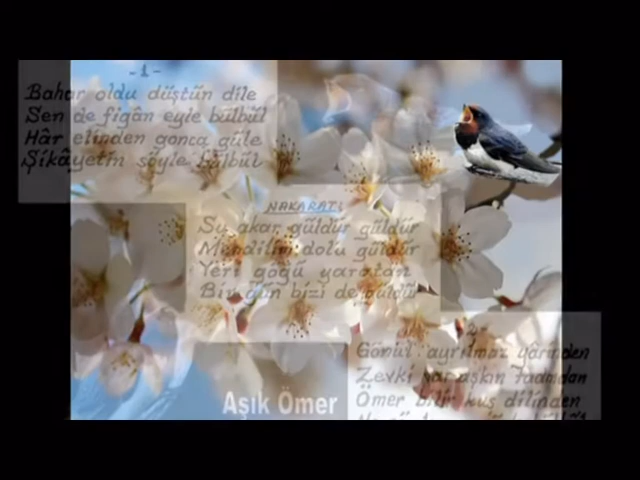 -1-
Bahar oldu düştün dile
Sen de figân eyle bülbül
Hâr elinden gonca güle
Şikâyetin söyle bülbül
NAKARAT:
Su akar güldür güldür
Mendilim dolu güldür
Yeri göğü yaratan
Bir gün bizi de güldür
Gönül ayrılmaz yârinden
Zevki var aşkın
Ömer bilir kuş dilinden
Aşık Ömer